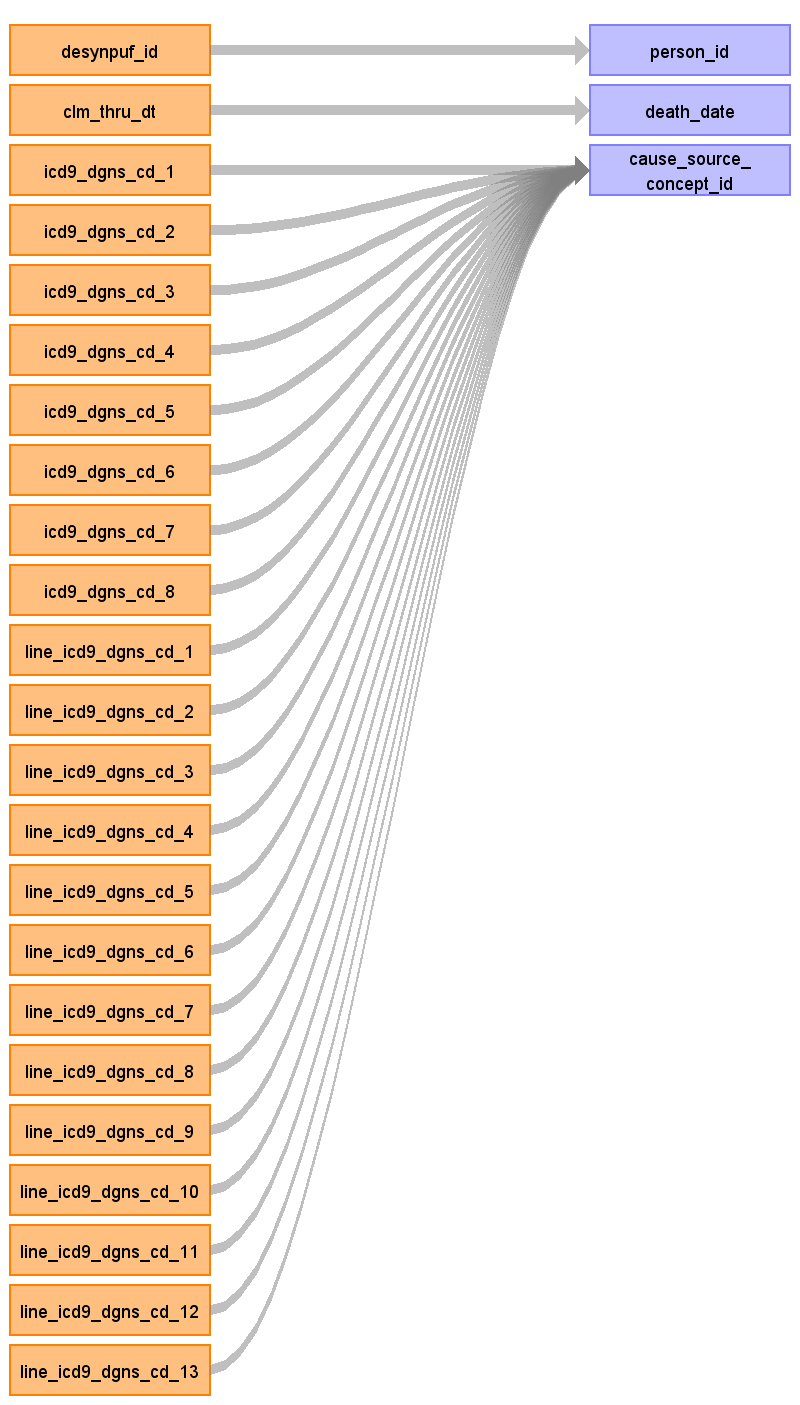 desynpuf_id
person_id
clm_thru_dt
death_date
icd9_dgns_cd_1
cause_source_
concept_id
icd9_dgns_cd_2
icd9_dgns_cd_3
icd9_dgns_cd_4
icd9_dgns_cd_5
icd9_dgns_cd_6
icd9_dgns_cd_7
icd9_dgns_cd_8
line_icd9_dgns_cd_1
line_icd9_dgns_cd_2
line_icd9_dgns_cd_3
line_icd9_dgns_cd_4
line_icd9_dgns_cd_5
line_icd9_dgns_cd_6
line_icd9_dgns_cd_7
line_icd9_dgns_cd_8
line_icd9_dgns_cd_9
line_icd9_dgns_cd_10
line_icd9_dgns_cd_11
line_icd9_dgns_cd_12
line_icd9_dgns_cd_13